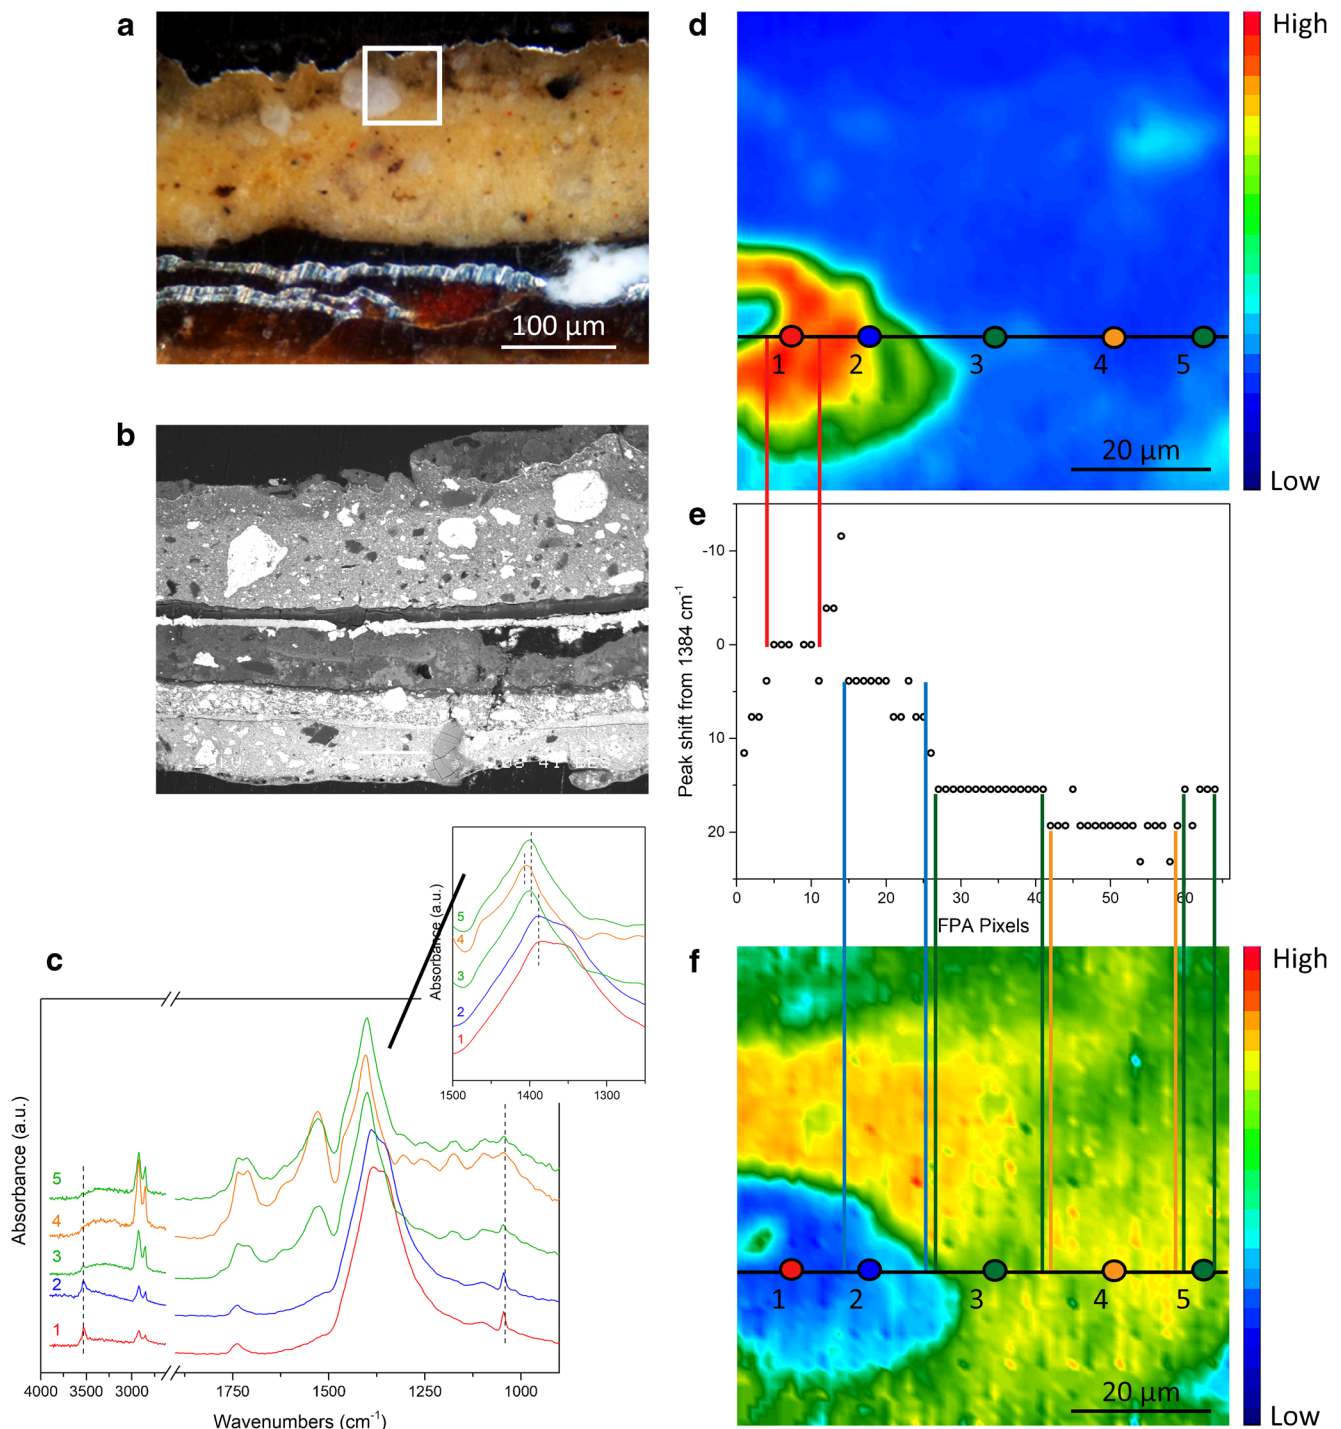 a
100 μm
b
c
Absorbance (a.u.)
5
4
3
2
1
4000 3500 3000 1750 1500 1250 1000
Wavenumbers (cm-1)
Absorbance (a.u.)
5
4
3
2
1
1500 1400 1300
d
High
1 2 3 4 5
20 μm
Low
e
Peak shift from 1384 cm-1
-10
0
10
20
0 10 20 30 40 50 60
FPA Pixels
f
High
1 2 3 4 5
20 μm
Low